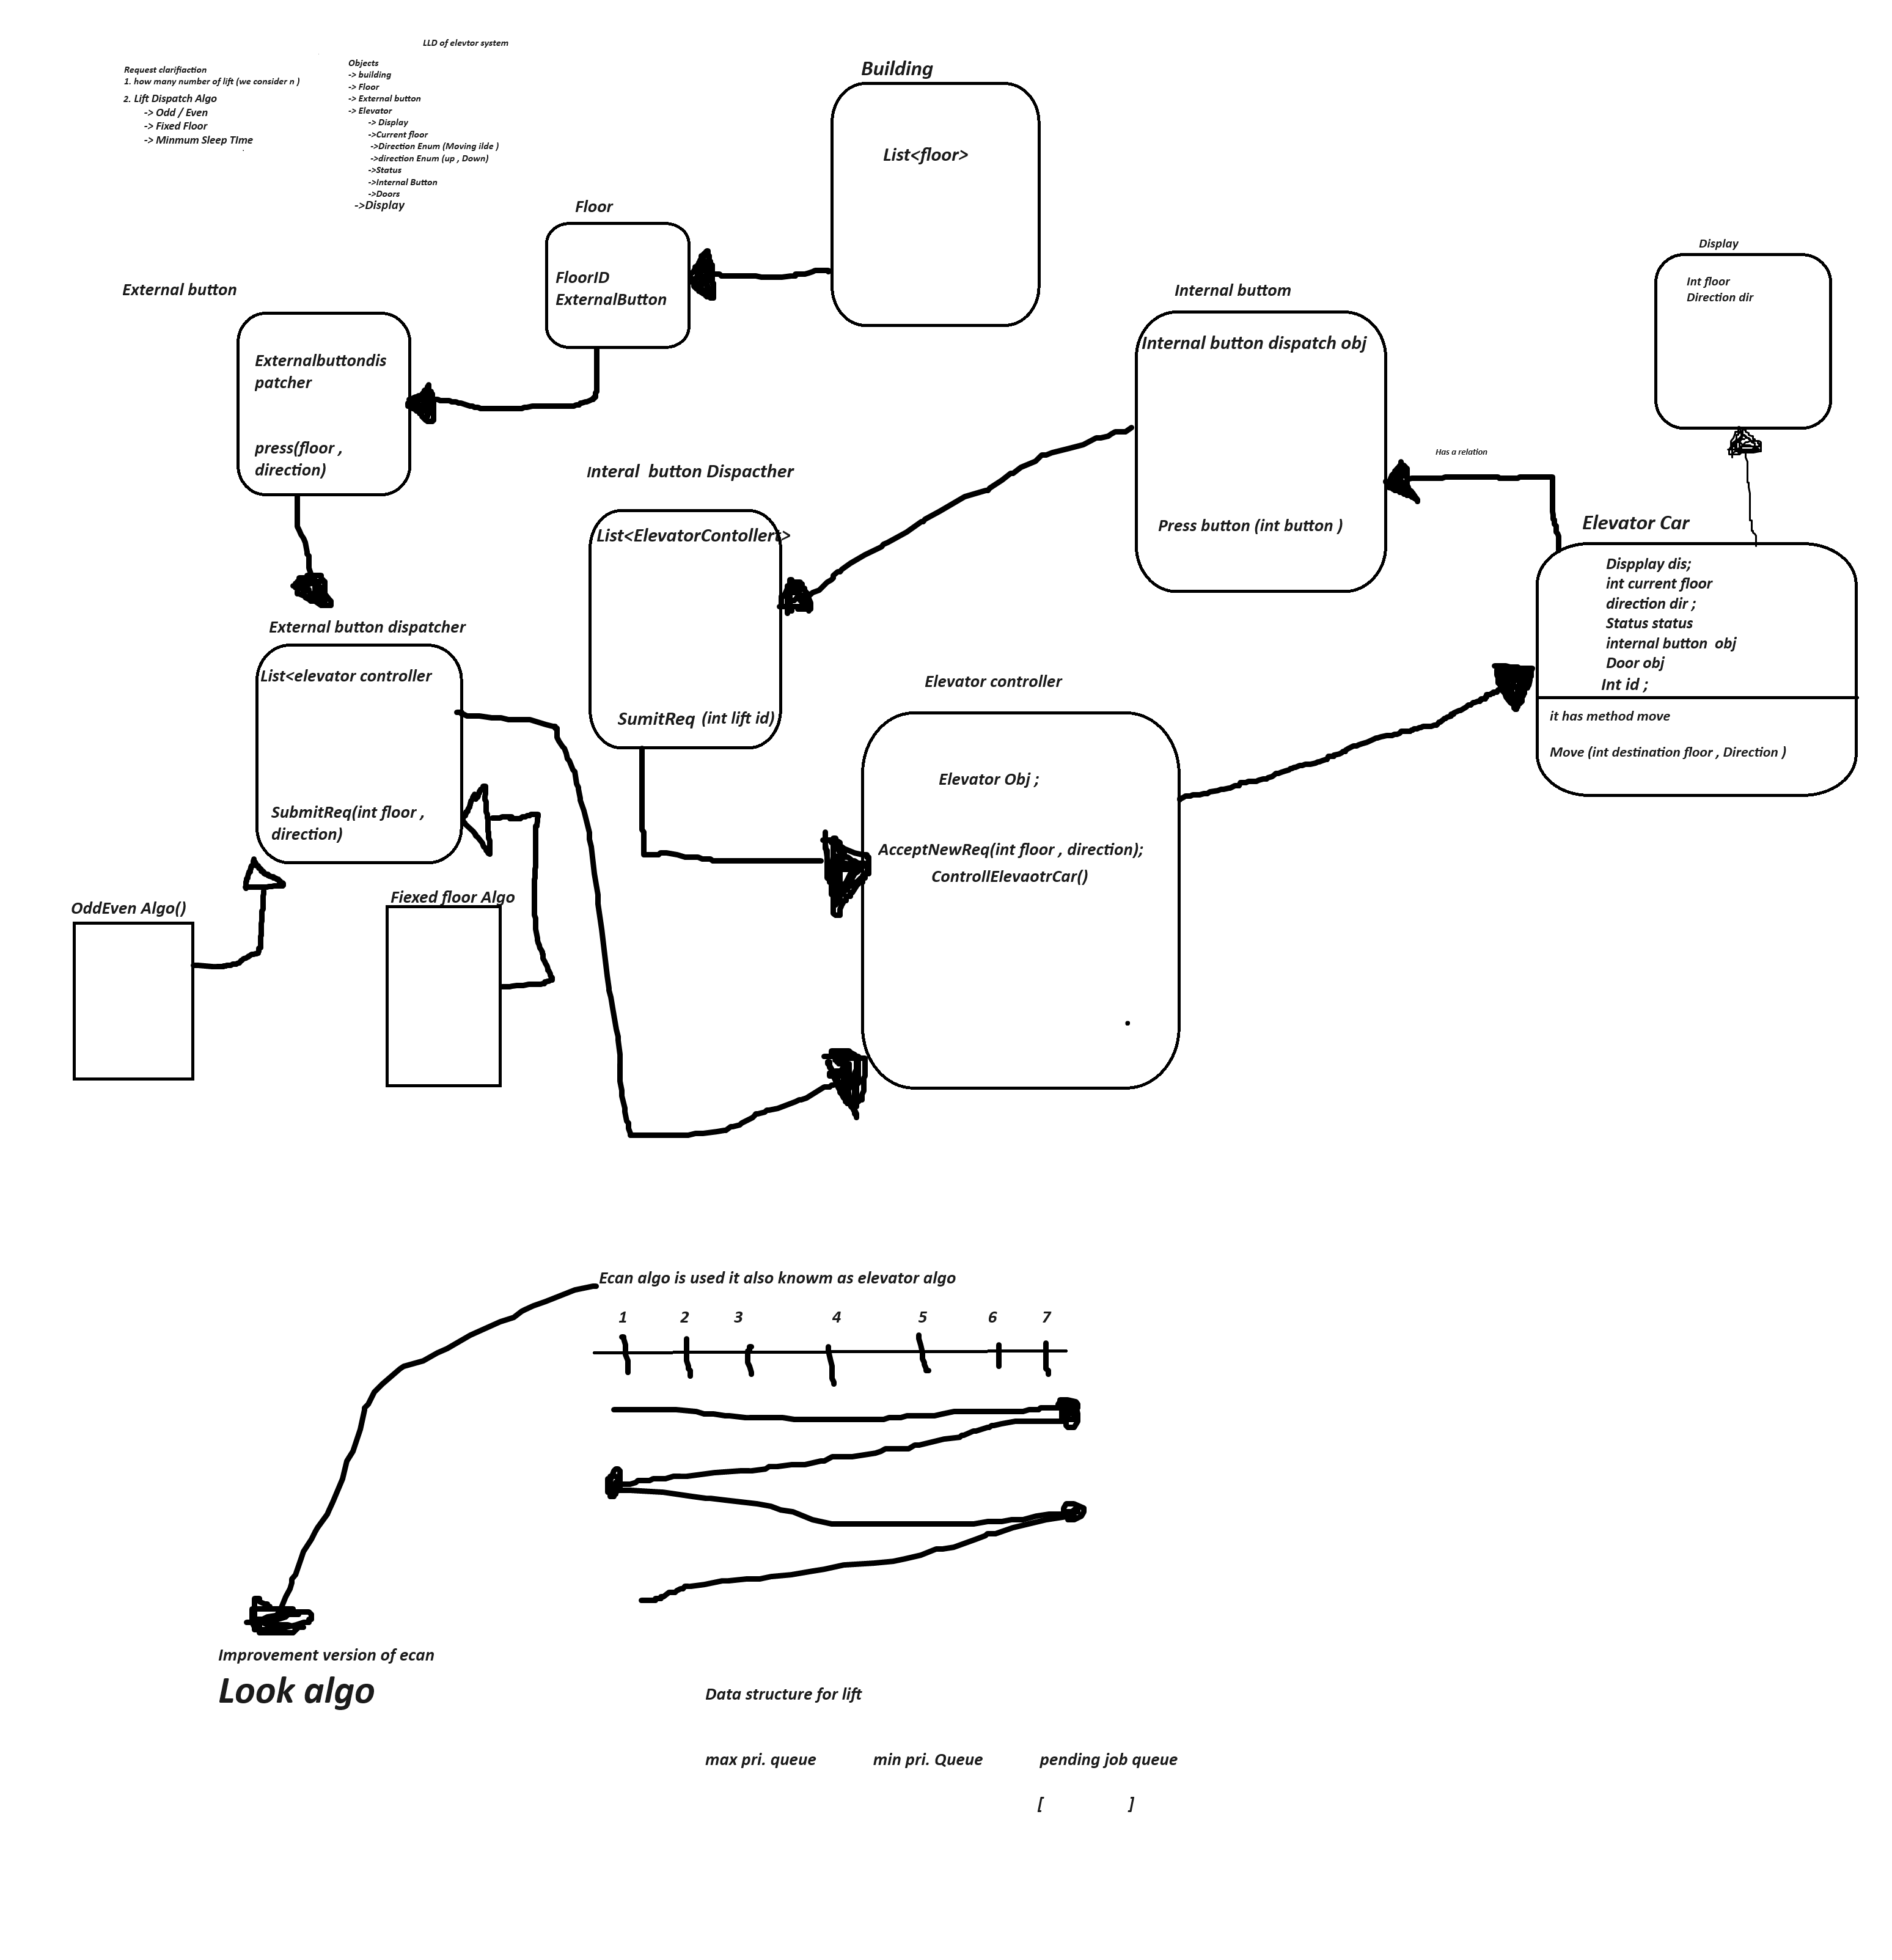 LLD of elevtor system
Request clarifiaction
1. how many number of lift (we consider n )
2. Lift Dispatch Algo
-> Odd / Even
-> Fixed Floor
-> Minmum Sleep TIme
Objects
-> building
-> Floor
-> External button
-> Elevator
-> Display
->Current floor
->Direction Enum (Moving ilde )
->direction Enum (up , Down)
->Status
->Internal Button
->Doors
->Display
Building
List<floor>
Floor
FloorID
ExternalButton
External button
Externalbuttondis
patcher
press(floor ,
direction)
Internal buttom
Internal button dispatch obj
Press button (int button )
Display
Int floor
Direction dir
Has a relation
Interal button Dispacther
List<ElevatorContollert>
SumitReq (int lift id)
Elevator Car
Dispplay dis;
int current floor
direction dir ;
Status status
internal button obj
Door obj
Int id ;
it has method move
Move (int destination floor , Direction )
External button dispatcher
List<elevator controller
SubmitReq(int floor ,
direction)
Elevator controller
Elevator Obj ;
AcceptNewReq(int floor , direction);
ControllElevaotrCar()
OddEven Algo()
Fiexed floor Algo
Ecan algo is used it also knowm as elevator algo
1 2 3 4 5 6 7
Improvement version of ecan
Look algo
Data structure for lift
max pri. queue min pri. Queue pending job queue
[ ]